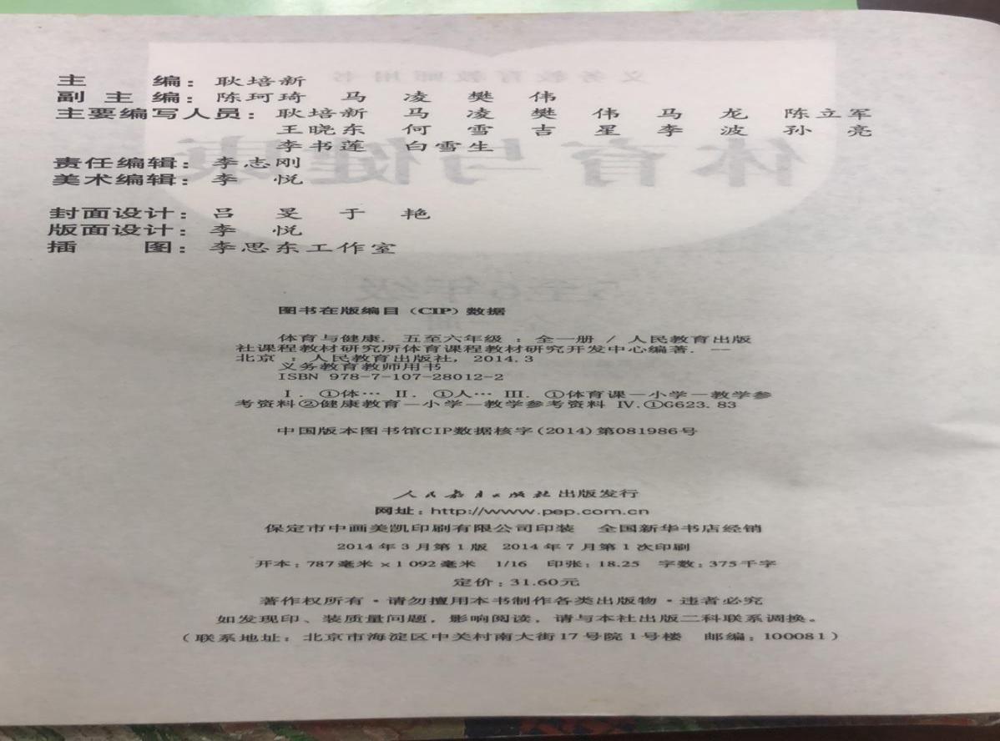 主 编：耿培新
副主编：陈珂琦 马 凌 樊 伟
主要编写人员：耿培新 马 凌 樊 伟 马 龙 陈立军
王晓东 何 雪 吉 星 李 波 孙 亮
李书莲 白雪生
责任编辑：李志刚
美术编辑：李 悦
封面设计：吕 旻 于 艳
版面设计：李 悦
插 图：李思东工作室
图书在版编目（CIP）数据
体育与健康. 五至六年级 : 全一册 / 人民教育出版
社课程教材研究所体育课程教材研究开发中心编著. —
北京 : 人民教育出版社, 2014.3
义务教育教师用书
ISBN 978-7-107-28012-2
Ⅰ. ①体… Ⅱ. ①人… Ⅲ. ①体育课－小学－教学参
考资料②健康教育－小学－教学参考资料 Ⅳ.①G623.83
中国版本图书馆CIP数据核字(2014)第081986号
人民教育出版社 出版发行
网址：http://www.pep.com.cn
保定市中画美凯印刷有限公司印装 全国新华书店经销
2014年3月第1版 2014年7月第1次印刷
开本：787毫米×1 092毫米 1/16 印张：18.25 字数：375千字
定价：31.60元
著作权所有·请勿擅用本书制作各类出版物·违者必究
如发现印、装质量问题，影响阅读，请与本社出版二科联系调换。
（联系地址：北京市海淀区中关村南大街17号院1号楼 邮编：100081）
义务教育教师用书
体育与健康
5至6年级